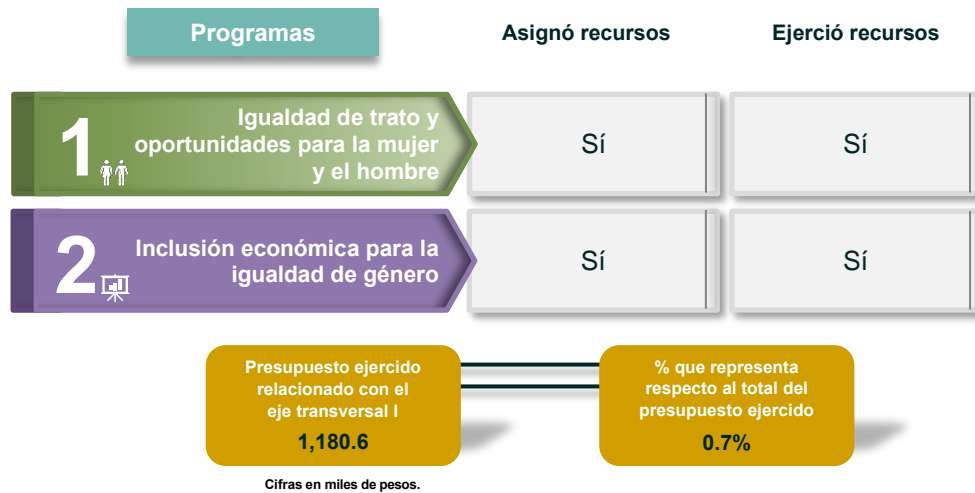 Programas
Asignó recursos
Ejerció recursos
1
Igualdad de trato y
oportunidades para la mujer
y el hombre
Sí
Sí
2
Inclusión económica para la
igualdad de género
Sí
Sí
Presupuesto ejercido
relacionado con el
eje transversal I
1,180.6
% que representa
respecto al total del
presupuesto ejercido
0.7%
Cifras en miles de pesos.